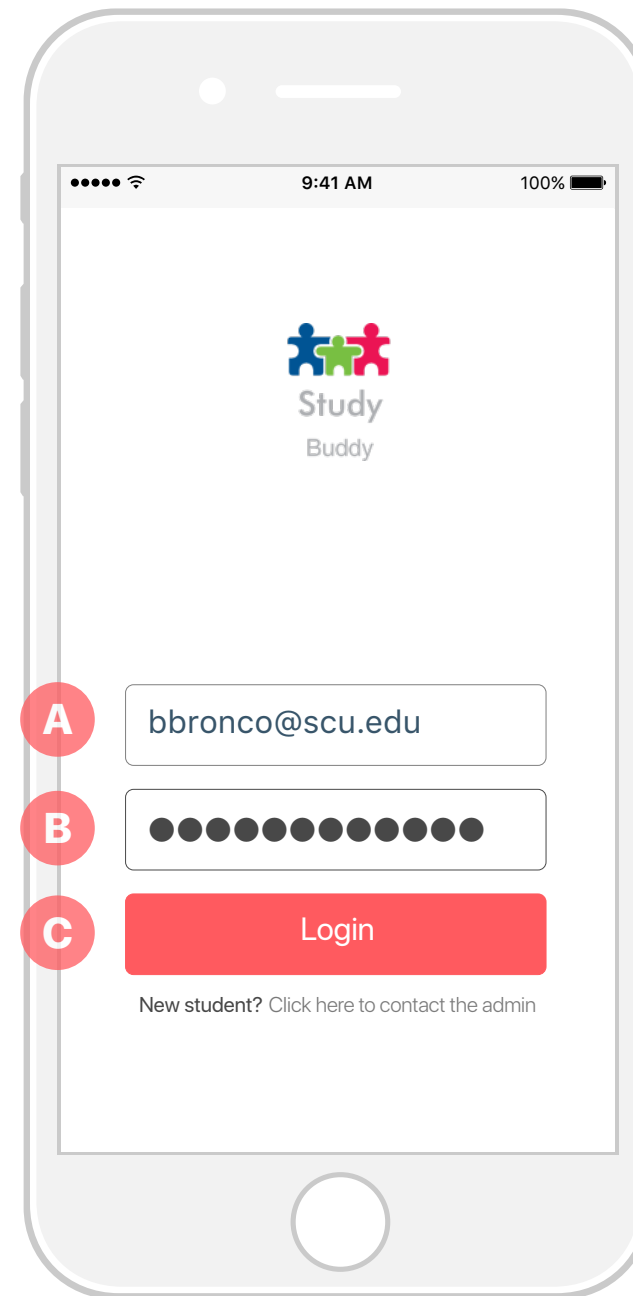 9:41 AM 100%
Study
Buddy
A bbronco@scu.edu
B ●●●●●●●●●●●●
C Login
New student? Click here to contact the admin